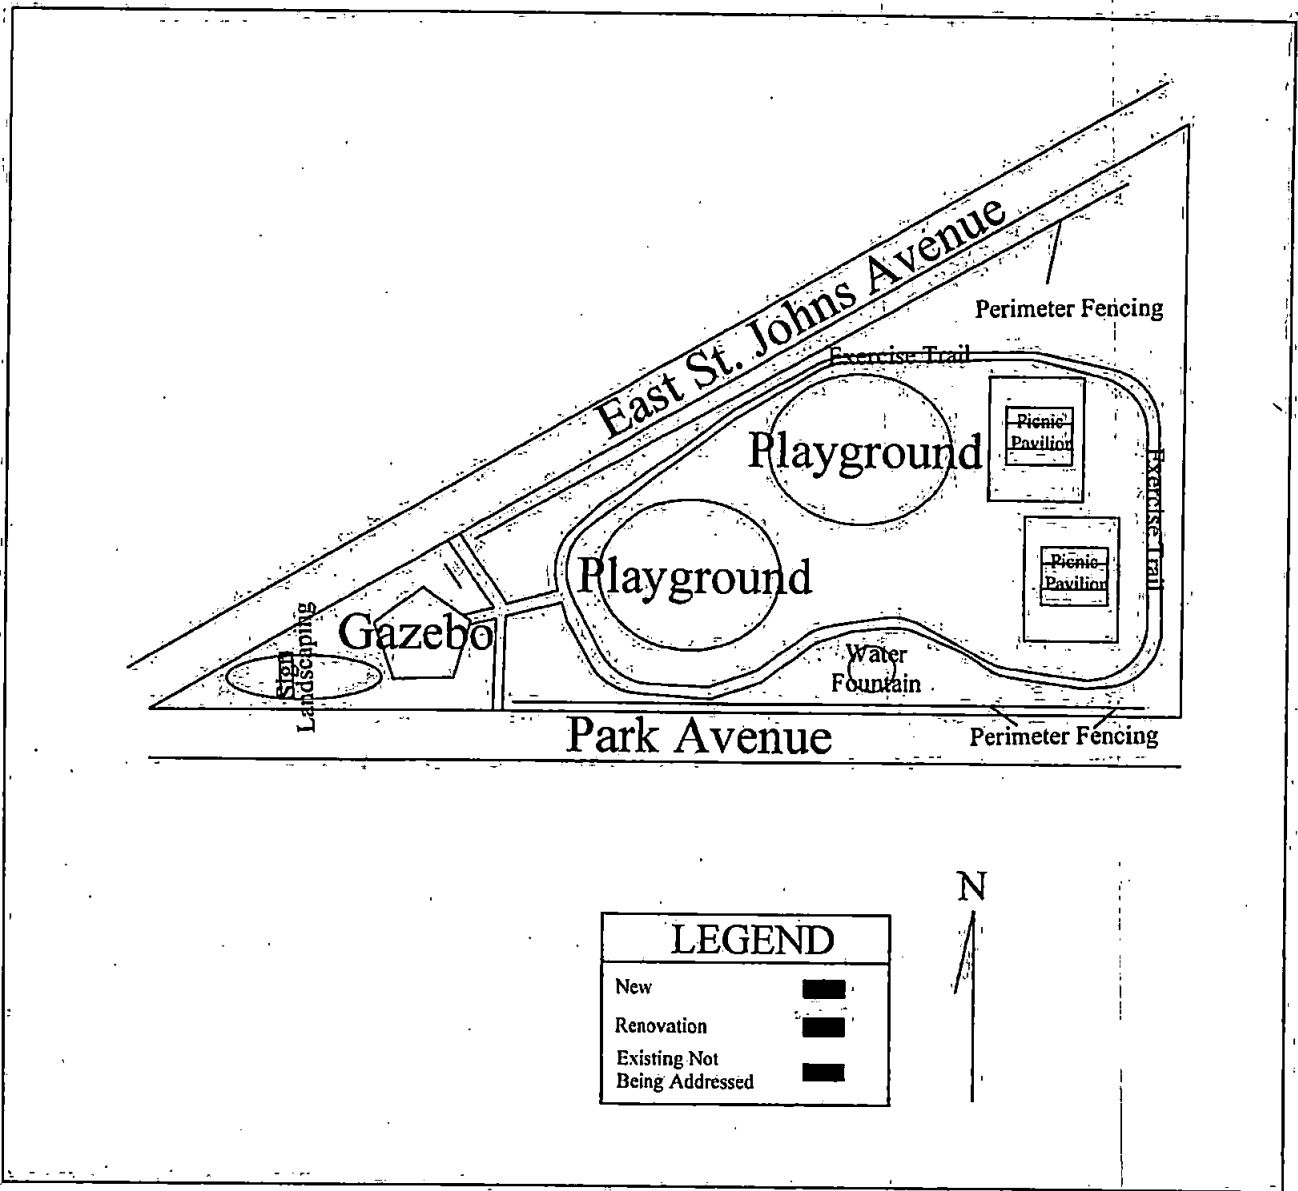 East St. Johns Avenue
Perimeter Fencing
Exercise Trail
Picnic
Pavilion
Playground
Exercise Trail
Picnic
Pavilion
Playground
Gazebo
Sign
Landscaping
Water
Fountain
Park Avenue
Perimeter Fencing
N
LEGEND
New
Renovation
Existing Not
Being Addressed